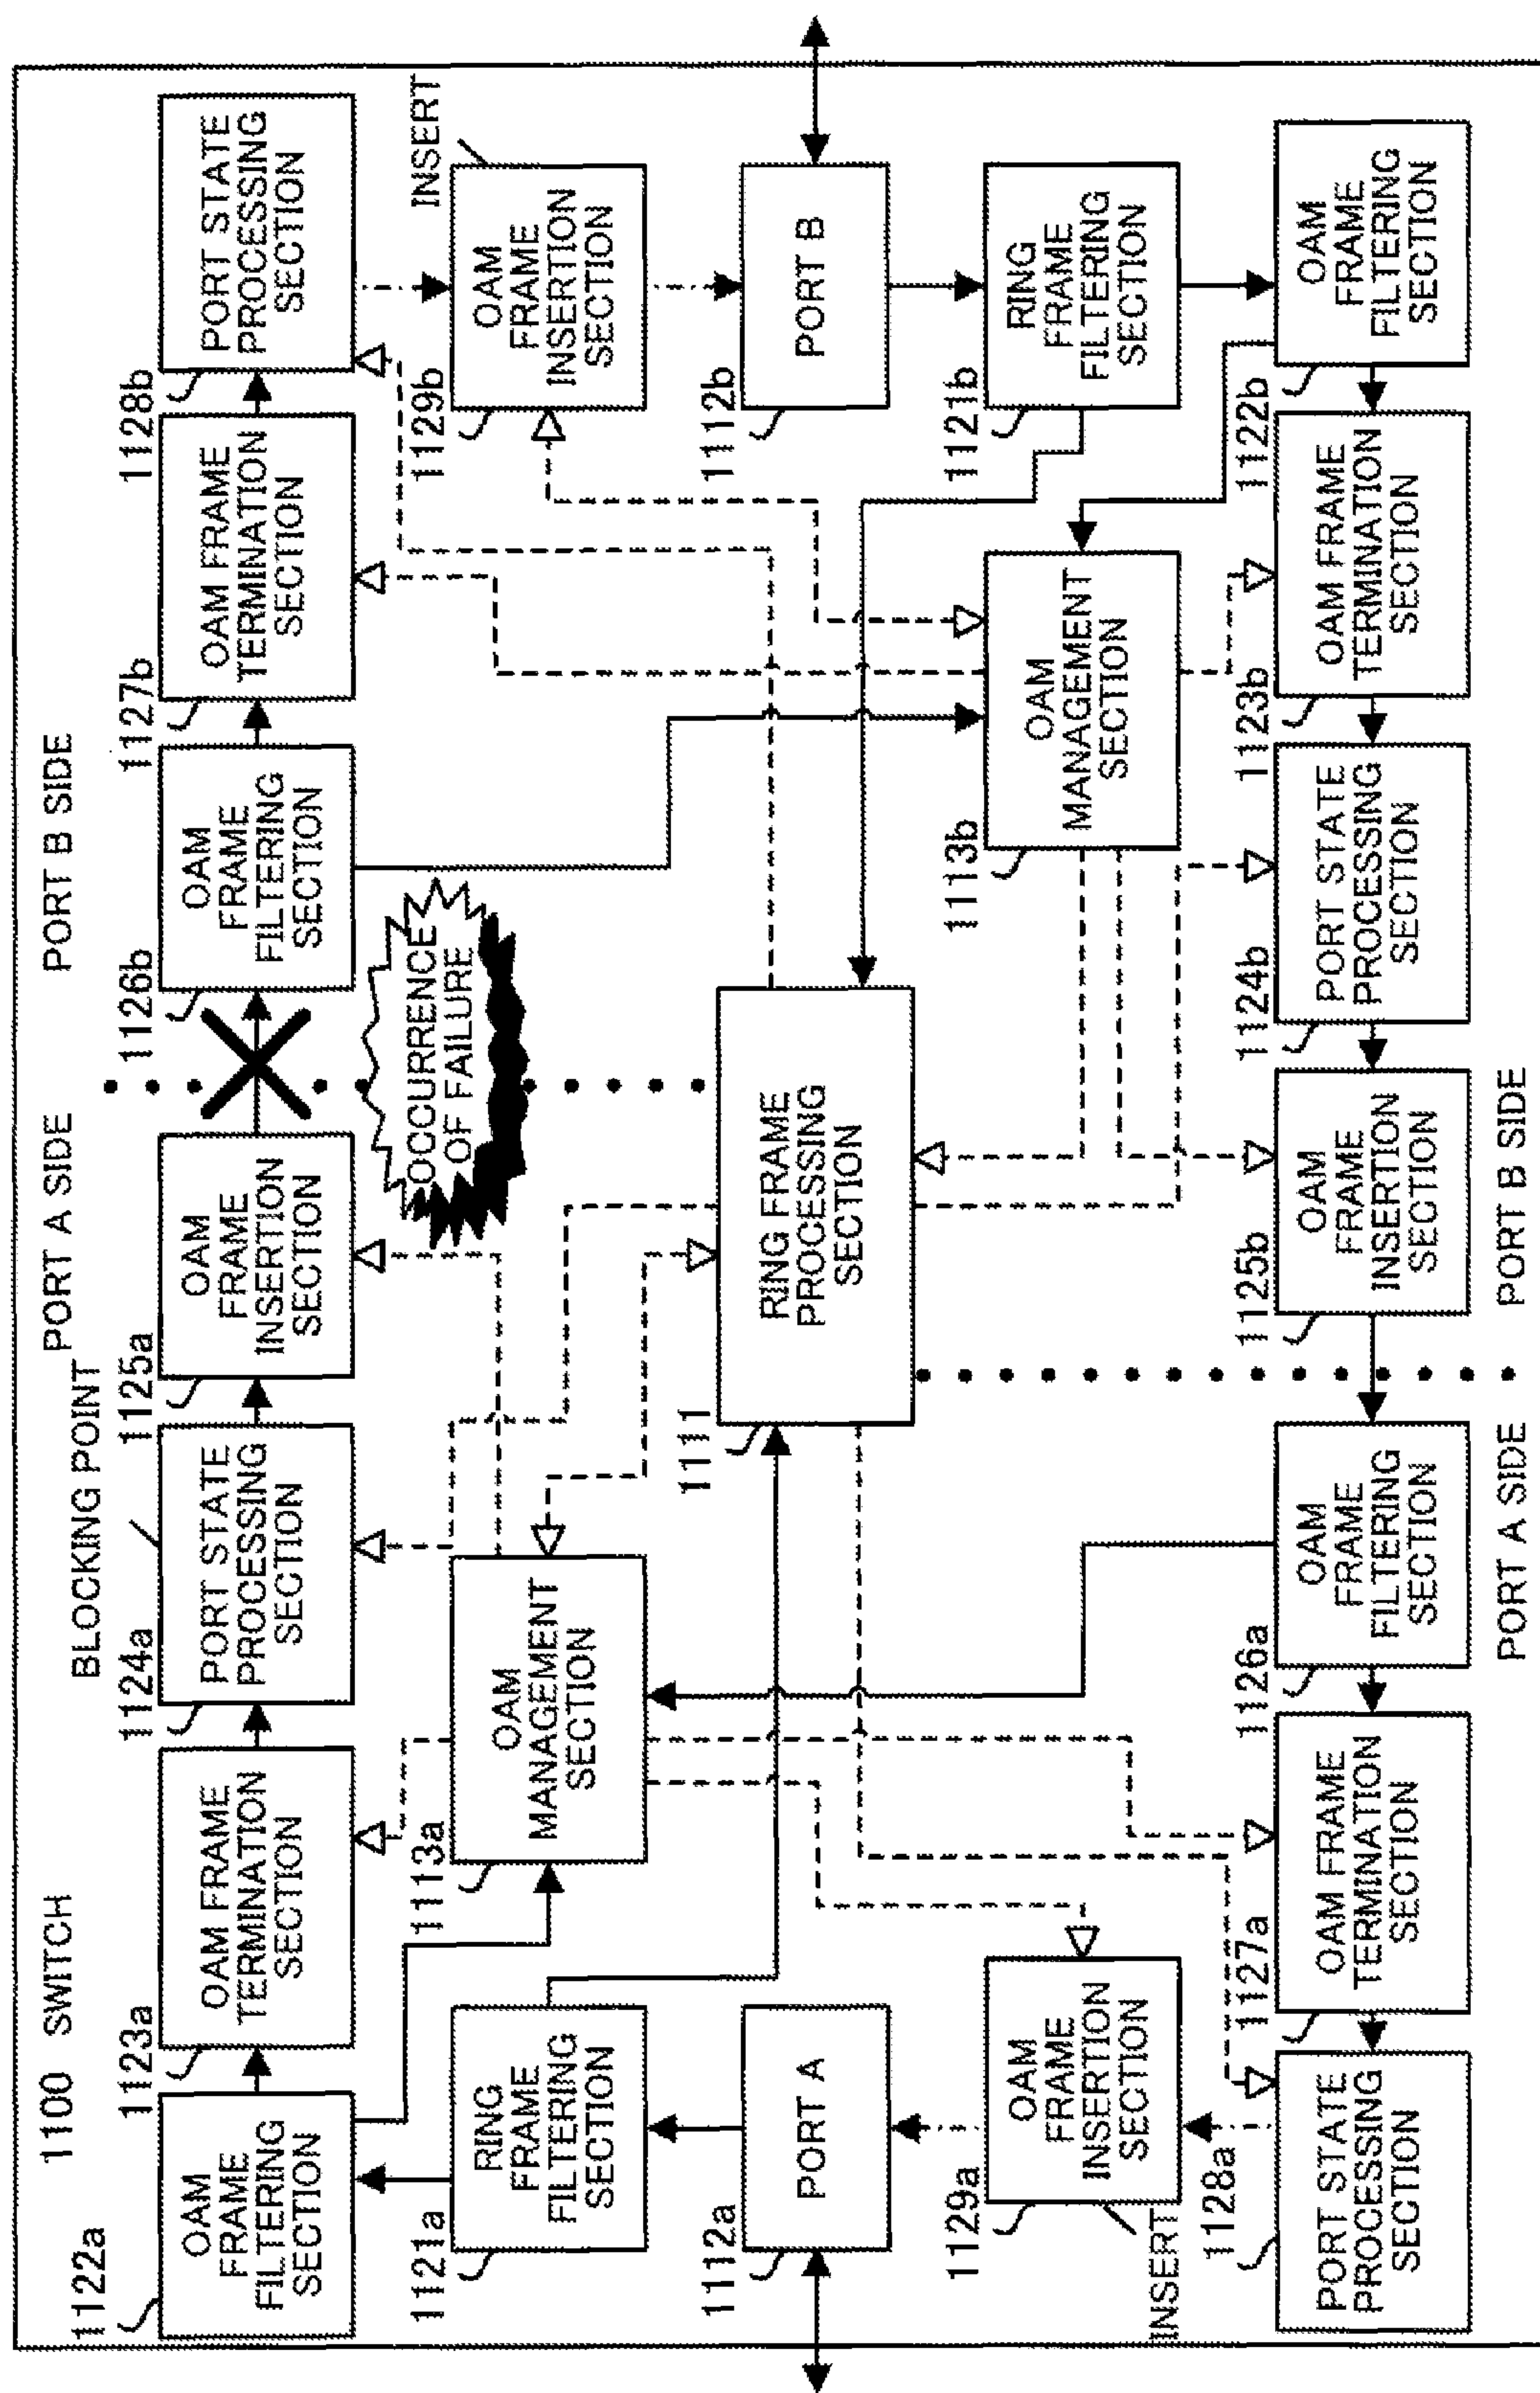 1100 SWITCH
PORT A SIDE
PORT B SIDE
BLOCKING POINT
1122a
OAM
FRAME
FILTERING
SECTION
1123a
OAM FRAME
TERMINATION
SECTION
1124a
PORT STATE
PROCESSING
SECTION
1125a
OAM
FRAME
INSERTION
SECTION
1126b
OAM
FRAME
FILTERING
SECTION
1127b
OAM FRAME
TERMINATION
SECTION
1128b
PORT STATE
PROCESSING
SECTION
OCCURRENCE
OF FAILURE
INSERT
1121a
RING
FRAME
FILTERING
SECTION
1113a
OAM
MANAGEMENT
SECTION
1129b
OAM
FRAME
INSERTION
SECTION
1112a
PORT A
1111
RING FRAME
PROCESSING
SECTION
1112b
PORT B
1129a
OAM
FRAME
INSERTION
SECTION
INSERT
1113b
OAM
MANAGEMENT
SECTION
1121b
RING
FRAME
FILTERING
SECTION
1128a
PORT STATE
PROCESSING
SECTION
1127a
OAM FRAME
TERMINATION
SECTION
1126a
OAM
FRAME
FILTERING
SECTION
1125b
OAM
FRAME
INSERTION
SECTION
1124b
PORT STATE
PROCESSING
SECTION
1123b
OAM FRAME
TERMINATION
SECTION
1122b
OAM
FRAME
FILTERING
SECTION
PORT A SIDE
PORT B SIDE